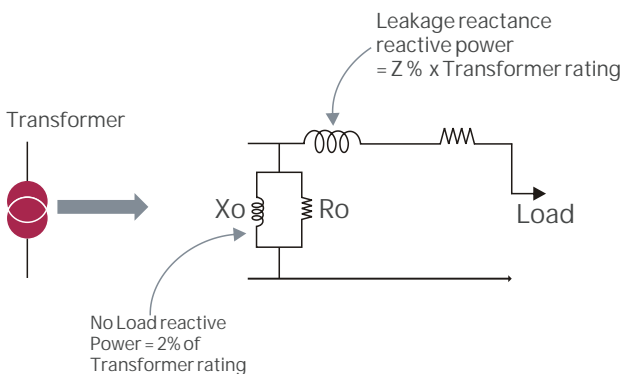 Leakage reactance
reactive power
= Z % x Transformer rating
Transformer
Xo
Ro
Load
No Load reactive
Power = 2% of
Transformer rating